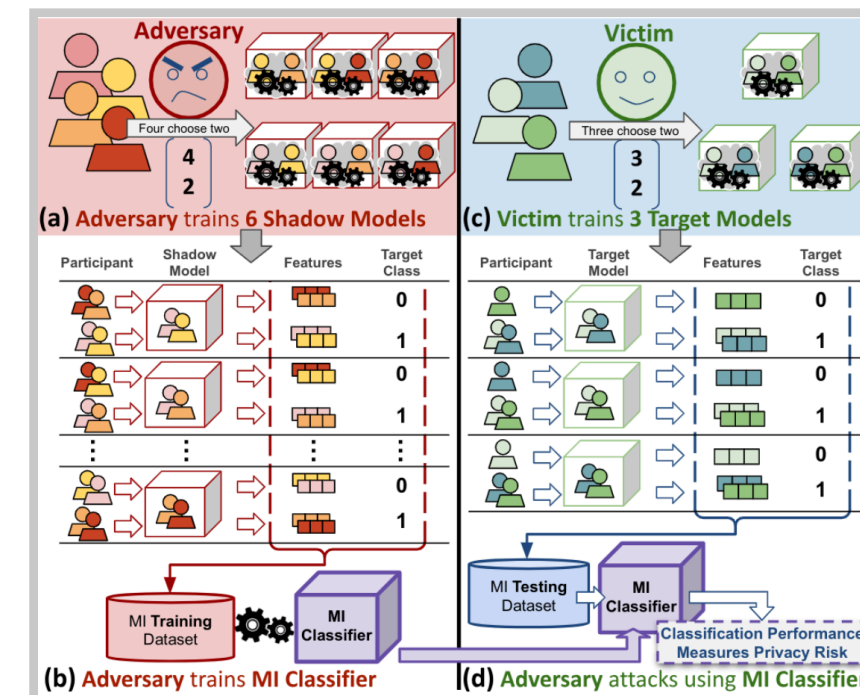 Adversary
Four choose two
4
2
(a) Adversary trains 6 Shadow Models
Victim
Three choose two
3
2
(c) Victim trains 3 Target Models
Participant Shadow Model Features Target Class
0
1
0
1
0
1
MI Training
Dataset
MI
Classifier
(b) Adversary trains MI Classifier
Participant Target Model Features Target Class
0
1
0
1
0
1
MI Testing
Dataset
MI
Classifier
Classification Performance
Measures Privacy Risk
(d) Adversary attacks using MI Classifier